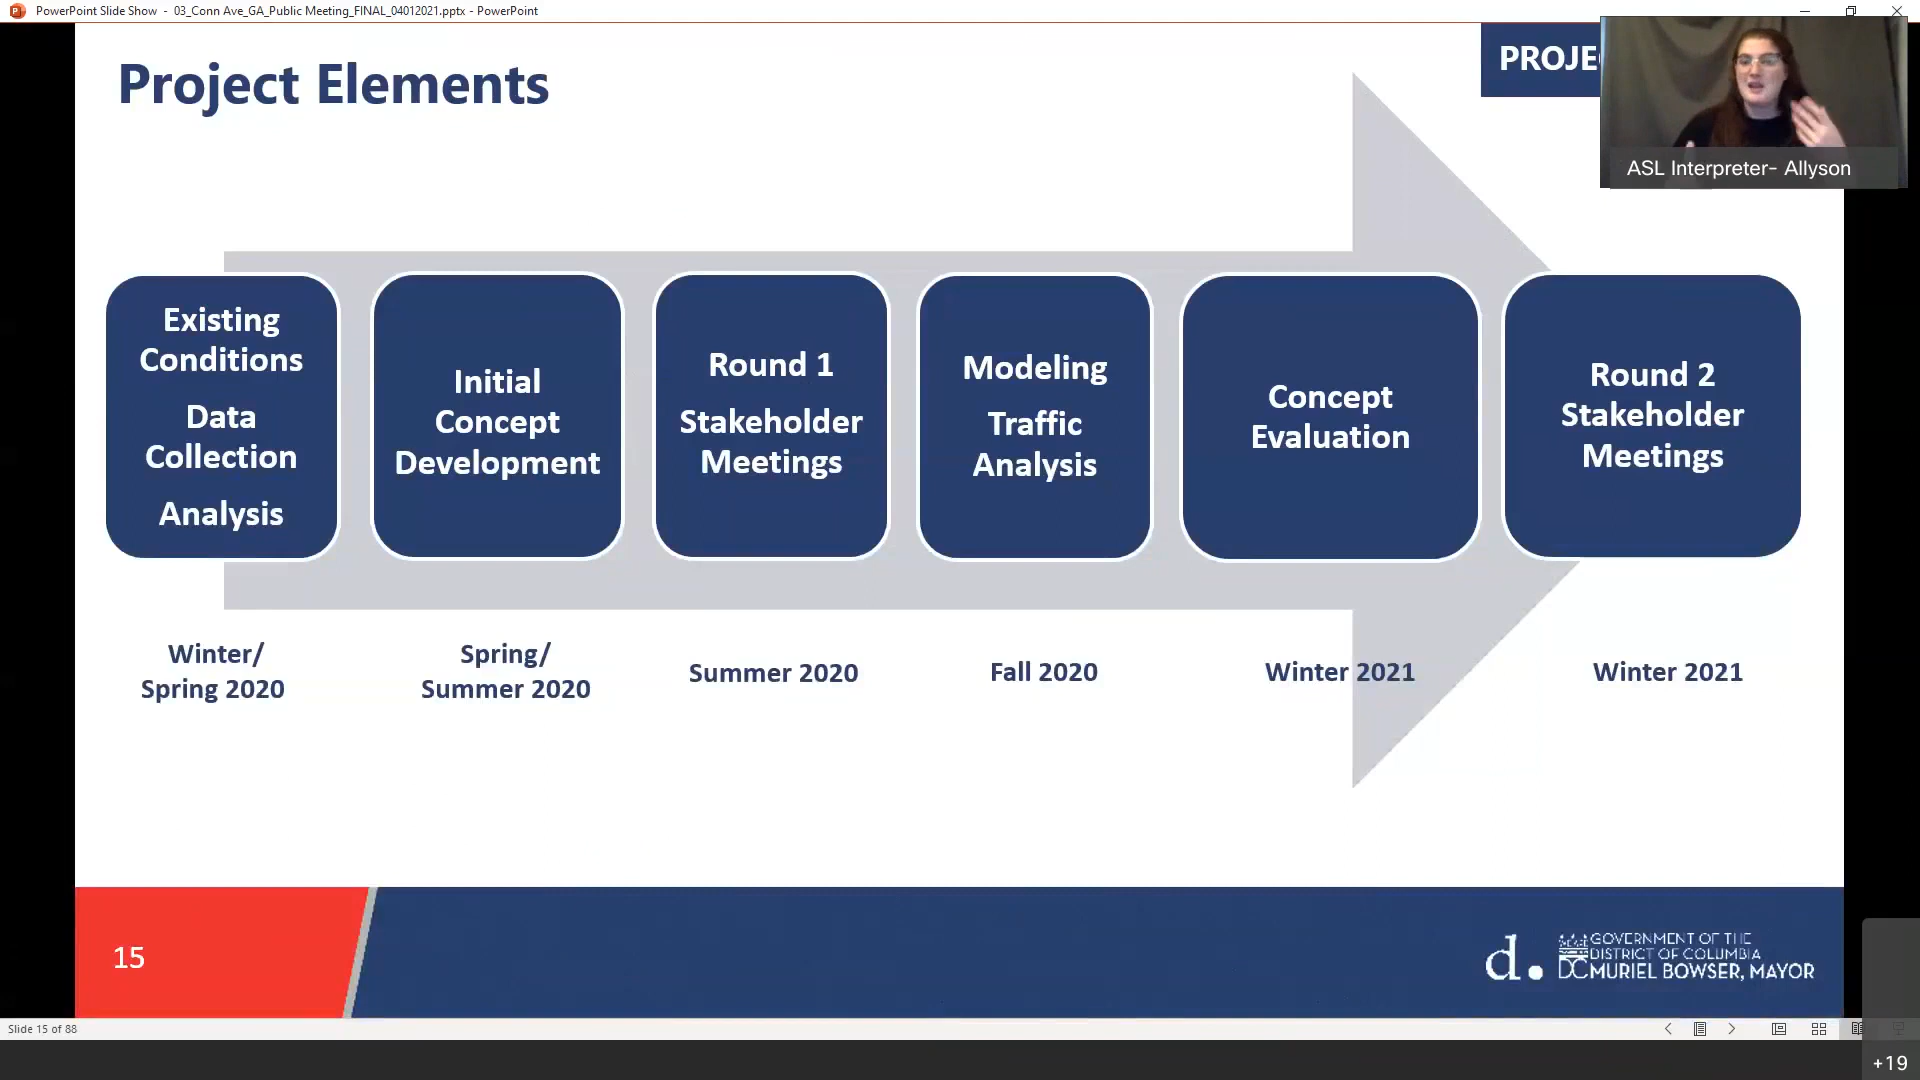 PowerPoint Slide Show - 03_Conn Ave_GA_Public Meeting_FINAL_04012021.pptx - PowerPoint
Project Elements
PROJE
ASL Interpreter- Allyson
Existing
Conditions
Data
Collection
Analysis
Initial
Concept
Development
Round 1
Stakeholder
Meetings
Modeling
Traffic
Analysis
Concept
Evaluation
Round 2
Stakeholder
Meetings
Winter/
Spring 2020
Spring/
Summer 2020
Summer 2020
Fall 2020
Winter 2021
Winter 2021
15
d.
GOVERNMENT OF THE
DISTRICT OF COLUMBIA
DC MURIEL BOWSER, MAYOR
Slide 15 of 88
+19